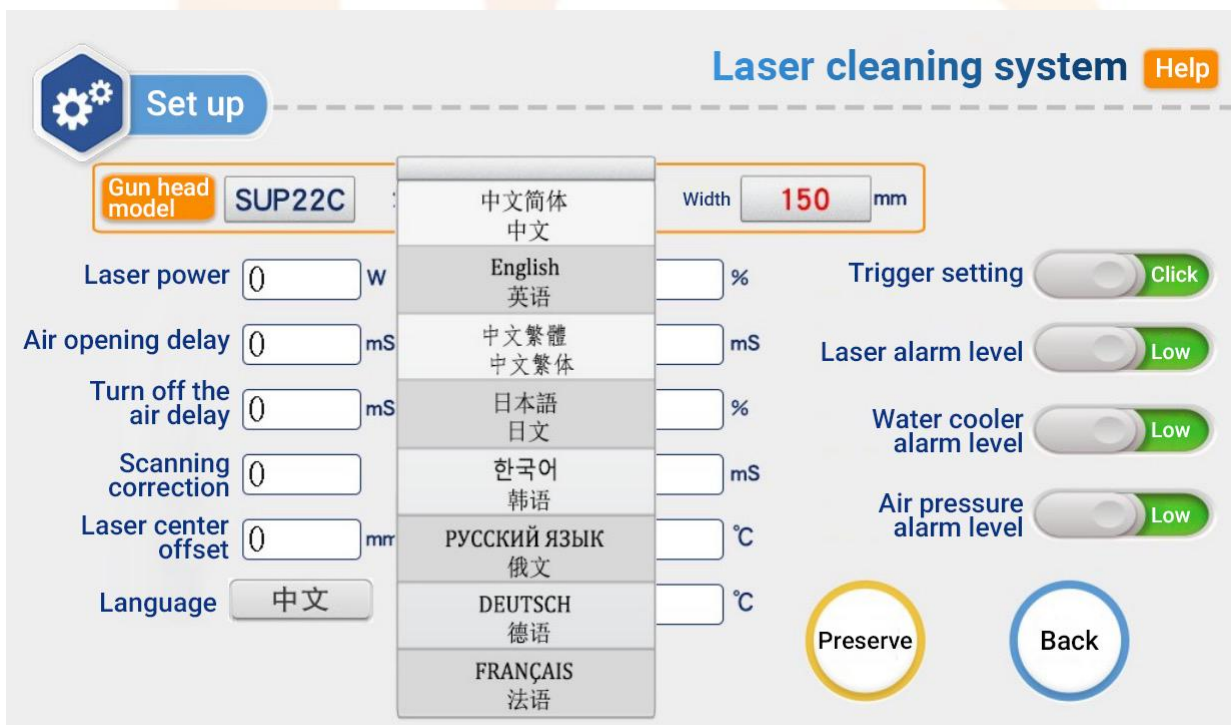 Laser cleaning system Help
Set up
Gun head
model
SUP22C
Width 150 mm
Laser power 0 W
%
Air opening delay 0 mS
mS
Turn off the
air delay 0 mS
%
Scanning
correction 0
mS
Laser center
offset 0 mm
℃
Language 中文
℃
中文简体
中文
English
英语
中文繁體
中文繁体
日本語
日文
한국어
韩语
РУССКИЙ ЯЗЫК
俄文
DEUTSCH
德语
FRANÇAIS
法语
Trigger setting Click
Laser alarm level Low
Water cooler
alarm level Low
Air pressure
alarm level Low
Preserve
Back